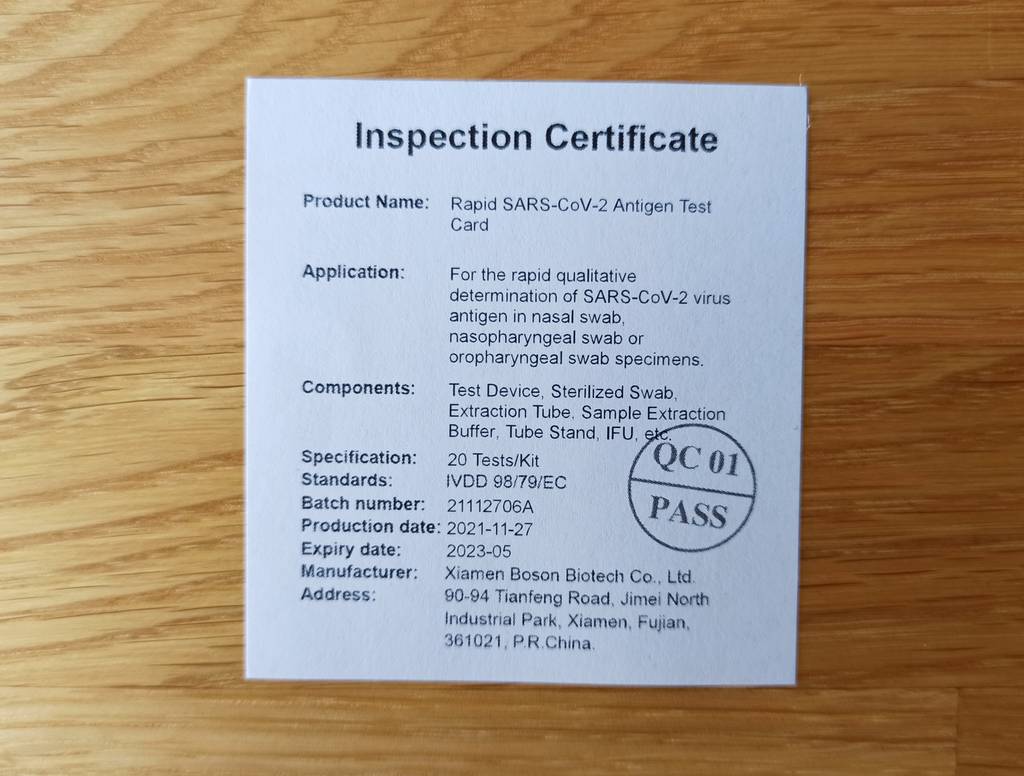 Inspection Certificate
Product Name: Rapid SARS-CoV-2 Antigen Test
Card
Application: For the rapid qualitative
determination of SARS-CoV-2 virus
antigen in nasal swab,
nasopharyngeal swab or
oropharyngeal swab specimens.
Components: Test Device, Sterilized Swab,
Extraction Tube, Sample Extraction
Buffer, Tube Stand, IFU, etc.
Specification: 20 Tests/Kit
Standards: IVDD 98/79/EC
Batch number: 21112706A
Production date: 2021-11-27
Expiry date: 2023-05
Manufacturer: Xiamen Boson Biotech Co., Ltd.
Address: 90-94 Tianfeng Road, Jimei North
Industrial Park, Xiamen, Fujian,
361021, P.R.China.
QC 01
PASS